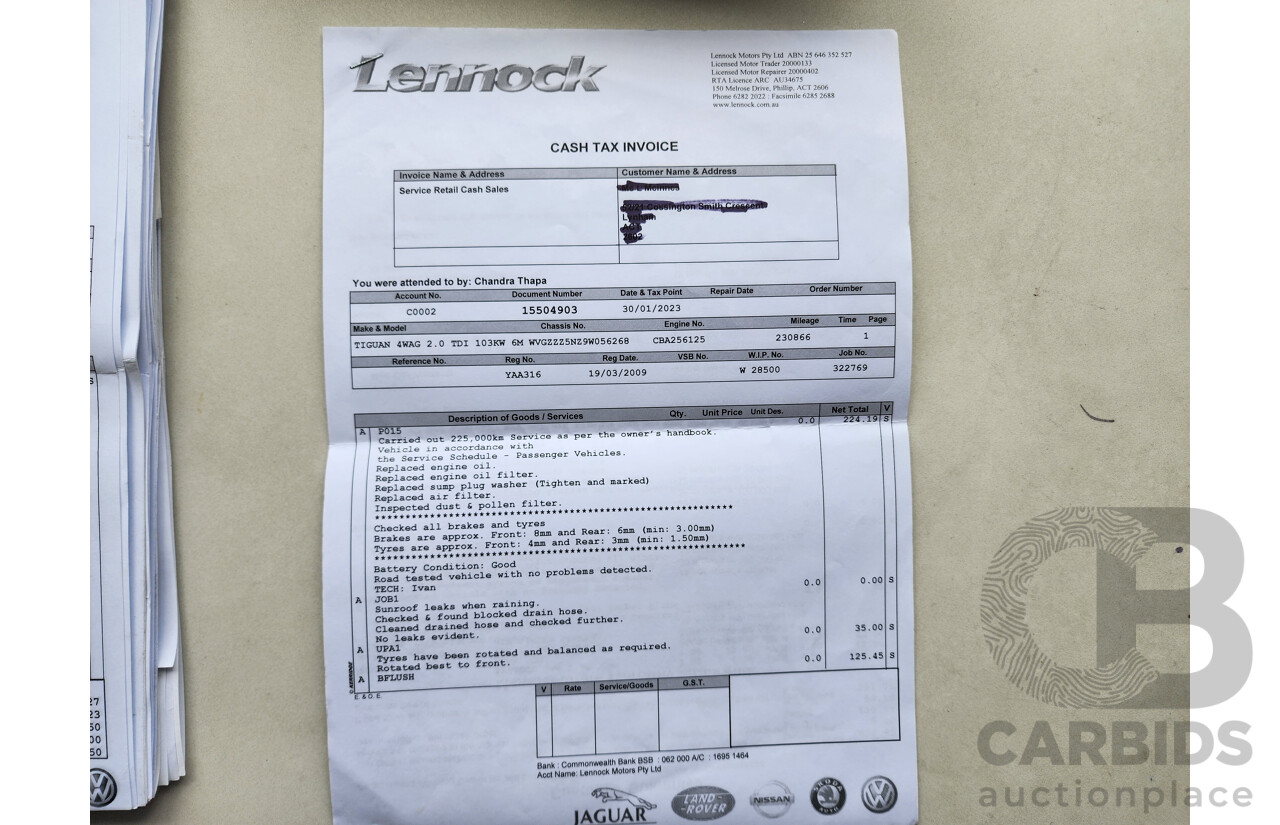 Lennock
Lennock Motors Pty Ltd ABN 25 646 352 527
Licensed Motor Trader 20000133
Licensed Motor Repairer 20000402
RTA Licence ARC AU34675
150 Melrose Drive, Phillip, ACT 2606
Phone 6282 2022 : Facsimile 6285 2688
www.lennock.com.au
CASH TAX INVOICE
Invoice Name & Address Customer Name & Address
Service Retail Cash Sales
Cossington Smith Crescent
You were attended to by: Chandra Thapa
Account No. Document Number Date & Tax Point Repair Date Order Number
C0002 15504903 30/01/2023
Make & Model Chassis No. Engine No. Mileage Time Page
TIGUAN 4WAG 2.0 TDI 103KW 6M WVGZZZ5NZ9W056268 CBA256125 230866 1
Reference No. Reg No. Reg Date. VSB No. W.I.P. No. Job No.
YAA316 19/03/2009 W 28500 322769
Description of Goods / Services Qty. Unit Price Unit Des. Net Total V
A P015 0.0 224.19 S
Carried out 225,000km Service as per the owner's handbook.
Vehicle in accordance with
the Service Schedule - Passenger Vehicles.
Replaced engine oil.
Replaced engine oil filter.
Replaced sump plug washer (Tighten and marked)
Replaced air filter.
Inspected dust & pollen filter.
**********************************************************
Checked all brakes and tyres
Brakes are approx. Front: 8mm and Rear: 6mm (min: 3.00mm)
Tyres are approx. Front: 4mm and Rear: 3mm (min: 1.50mm)
************************************************************
Battery Condition: Good
Road tested vehicle with no problems detected.
TECH: Ivan
A JOB1 0.0 0.00 S
Sunroof leaks when raining.
Checked & found blocked drain hose.
Cleaned drained hose and checked further.
No leaks evident.
A UPA1 0.0 35.00 S
Tyres have been rotated and balanced as required.
Rotated best to front.
A BFLUSH 0.0 125.45 S
E. & O. E.
V Rate Service/Goods G.S.T.
Bank : Commonwealth Bank BSB : 062 000 A/C : 1695 1464
Acct Name: Lennock Motors Pty Ltd
JAGUAR
LAND-ROVER
NISSAN
SKODA AUTO
CB
CARBIDS
auctionplace